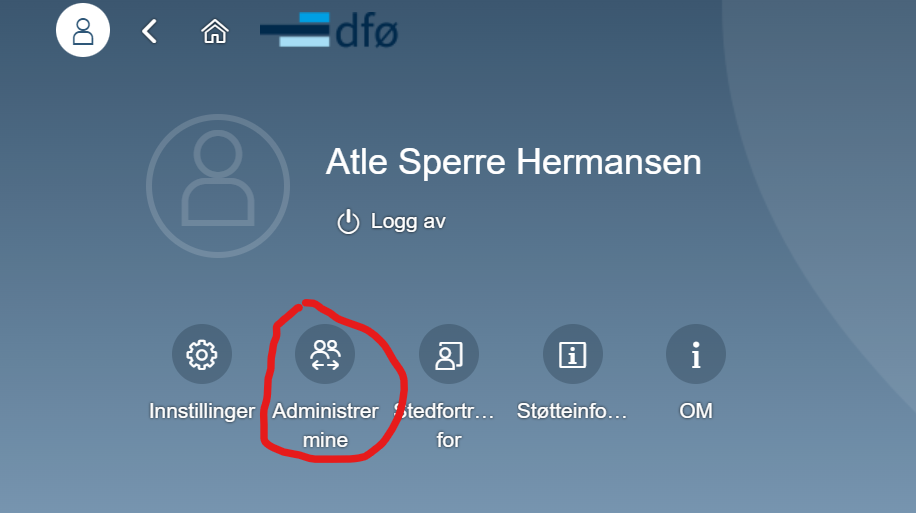 dfø
Atle Sperre Hermansen
Logg av
Innstillinger
Administrer
mine
Stedfortr...
for
Støtteinfo...
OM